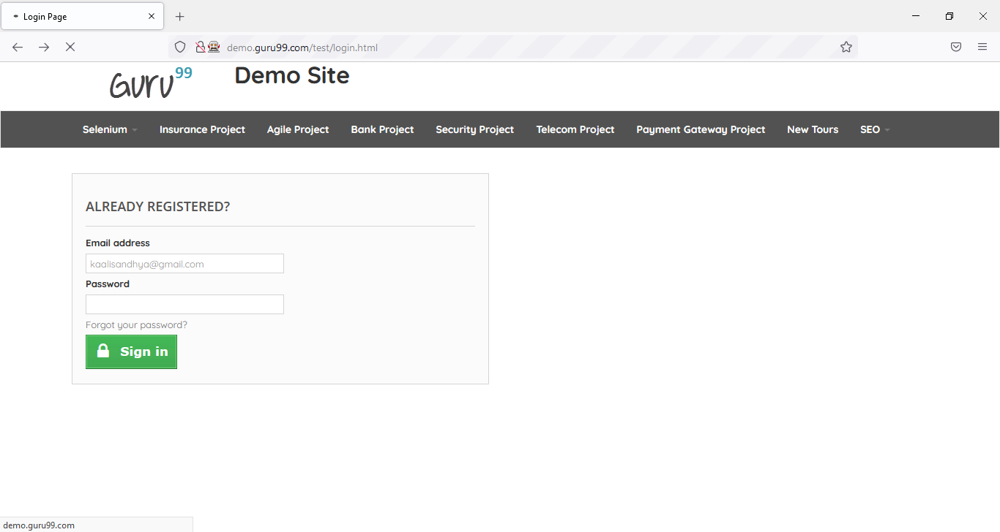 Login Page
demo.guru99.com/test/login.html
Guru99 Demo Site
Selenium Insurance Project Agile Project Bank Project Security Project Telecom Project Payment Gateway Project New Tours SEO
ALREADY REGISTERED?
Email address
kaalisandhya@gmail.com
Password
Forgot your password?
Sign in
demo.guru99.com